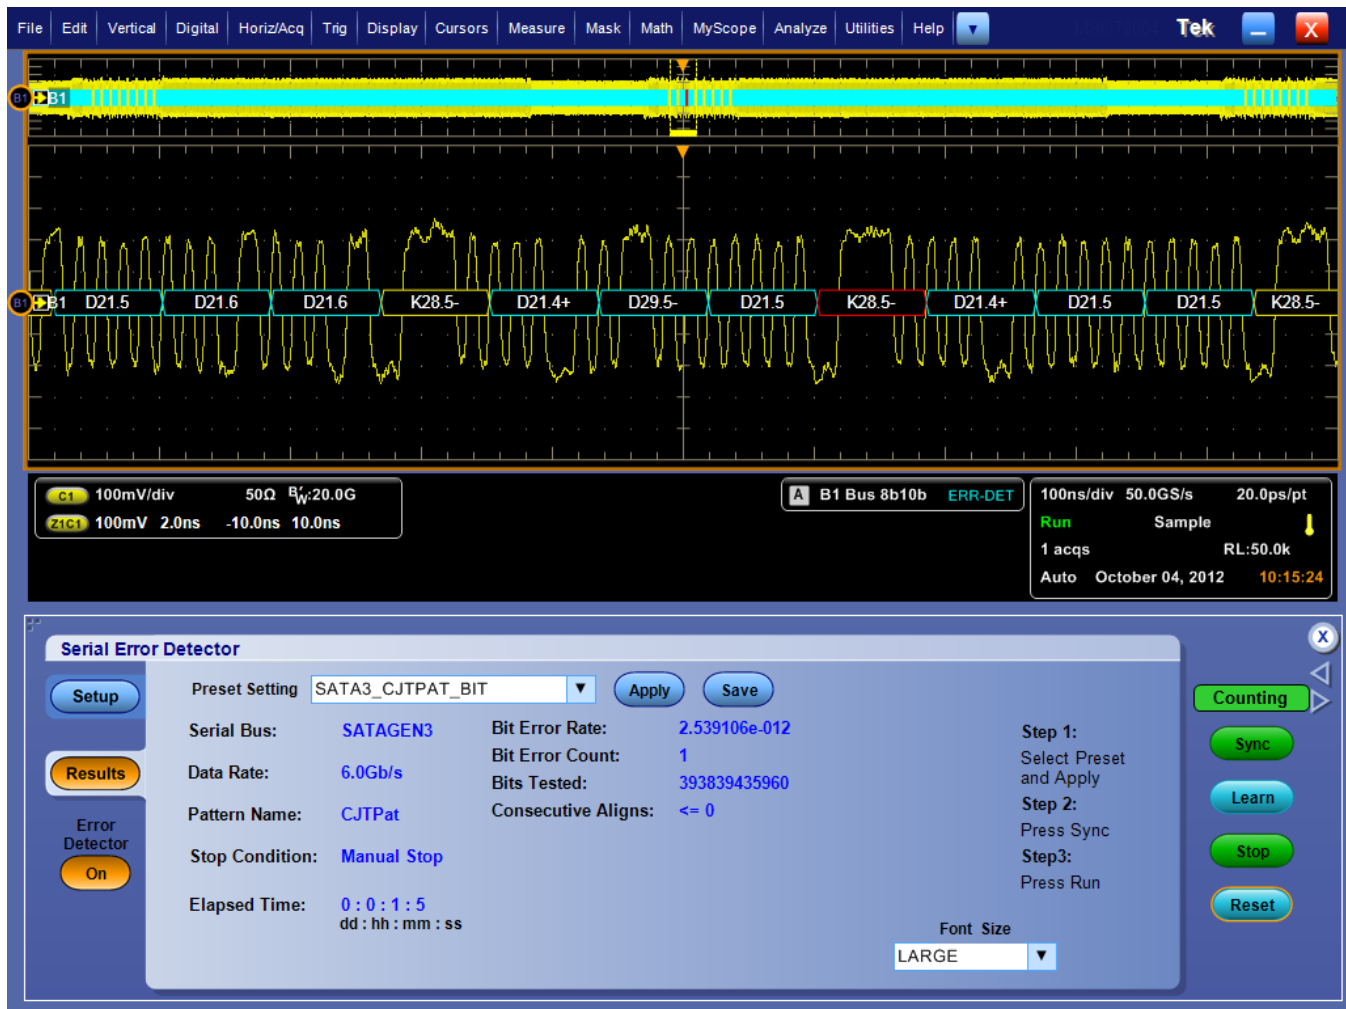 File Edit Vertical Digital Horiz/Acq Trig Display Cursors Measure Mask Math MyScope Analyze Utilities Help Tek X
B1 B1
B1 B1 D21.5 D21.6 D21.6 K28.5- D21.4+ D29.5- D21.5 K28.5- D21.4+ D21.5 D21.5 K28.5-
C1 100mV/div 50Ω BW:20.0G
Z1C1 100mV 2.0ns -10.0ns 10.0ns
A B1 Bus 8b10b ERR-DET
100ns/div 50.0GS/s 20.0ps/pt
Run Sample
1 acqs RL:50.0k
Auto October 04, 2012 10:15:24
Serial Error Detector X
Setup
Results
Error
Detector
On
Preset Setting SATA3_CJTPAT_BIT Apply Save
Serial Bus: SATAGEN3
Data Rate: 6.0Gb/s
Pattern Name: CJTPat
Stop Condition: Manual Stop
Elapsed Time: 0 : 0 : 1 : 5
dd : hh : mm : ss
Bit Error Rate: 2.539106e-012
Bit Error Count: 1
Bits Tested: 393839435960
Consecutive Aligns: <= 0
Step 1:
Select Preset
and Apply
Step 2:
Press Sync
Step3:
Press Run
Font Size
LARGE
Counting
Sync
Learn
Stop
Reset